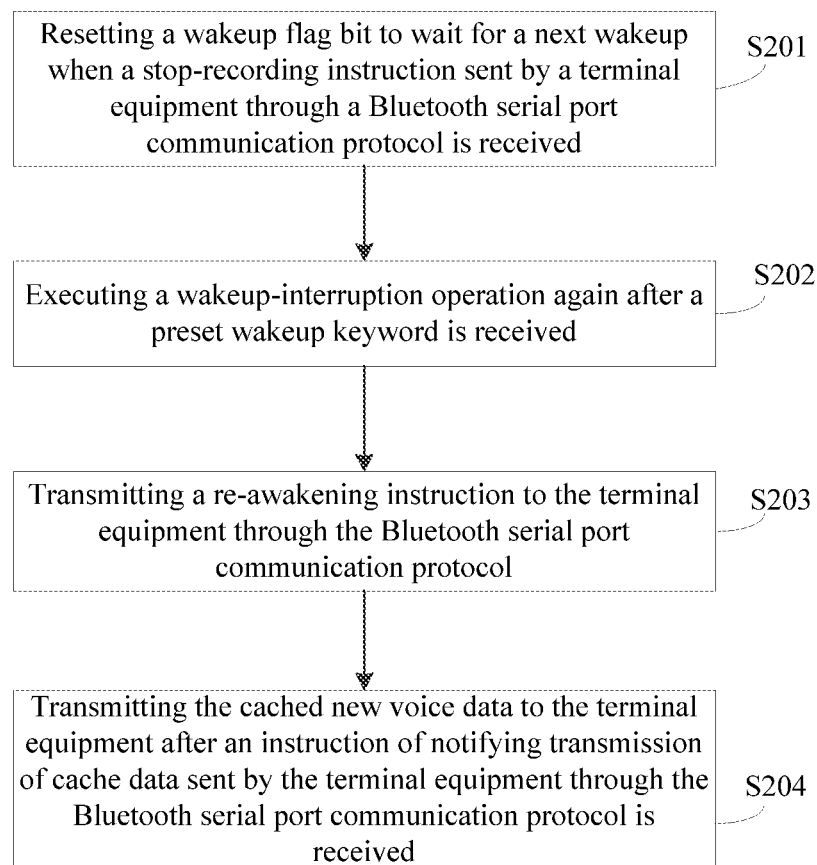 Resetting a wakeup flag bit to wait for a next wakeup
when a stop-recording instruction sent by a terminal
equipment through a Bluetooth serial port
communication protocol is received
S201
Executing a wakeup-interruption operation again after a
preset wakeup keyword is received
S202
Transmitting a re-awakening instruction to the terminal
equipment through the Bluetooth serial port
communication protocol
S203
Transmitting the cached new voice data to the terminal
equipment after an instruction of notifying transmission
of cache data sent by the terminal equipment through the
Bluetooth serial port communication protocol is
received
S204